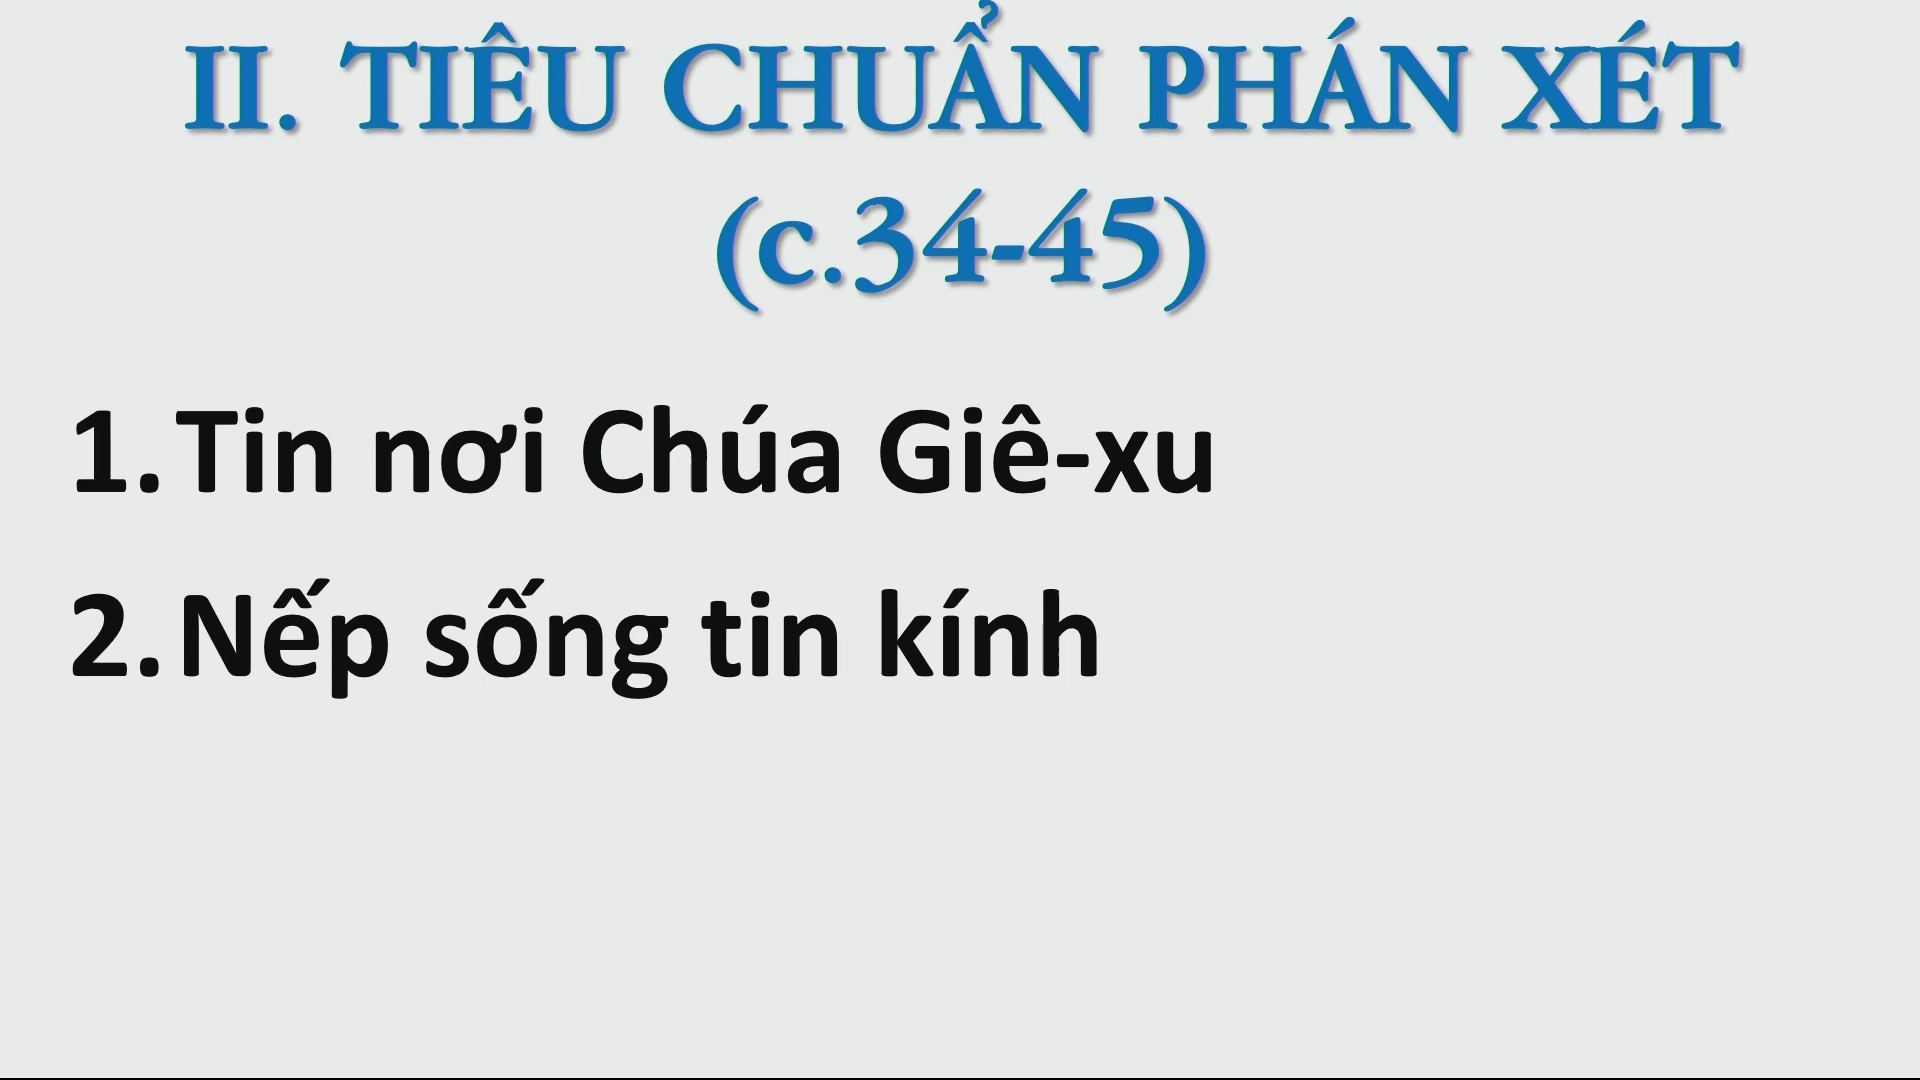 II. TIÊU CHUẨN PHÁN XÉT
(c.34-45)
1. Tin nơi Chúa Giê-xu
2. Nếp sống tin kính